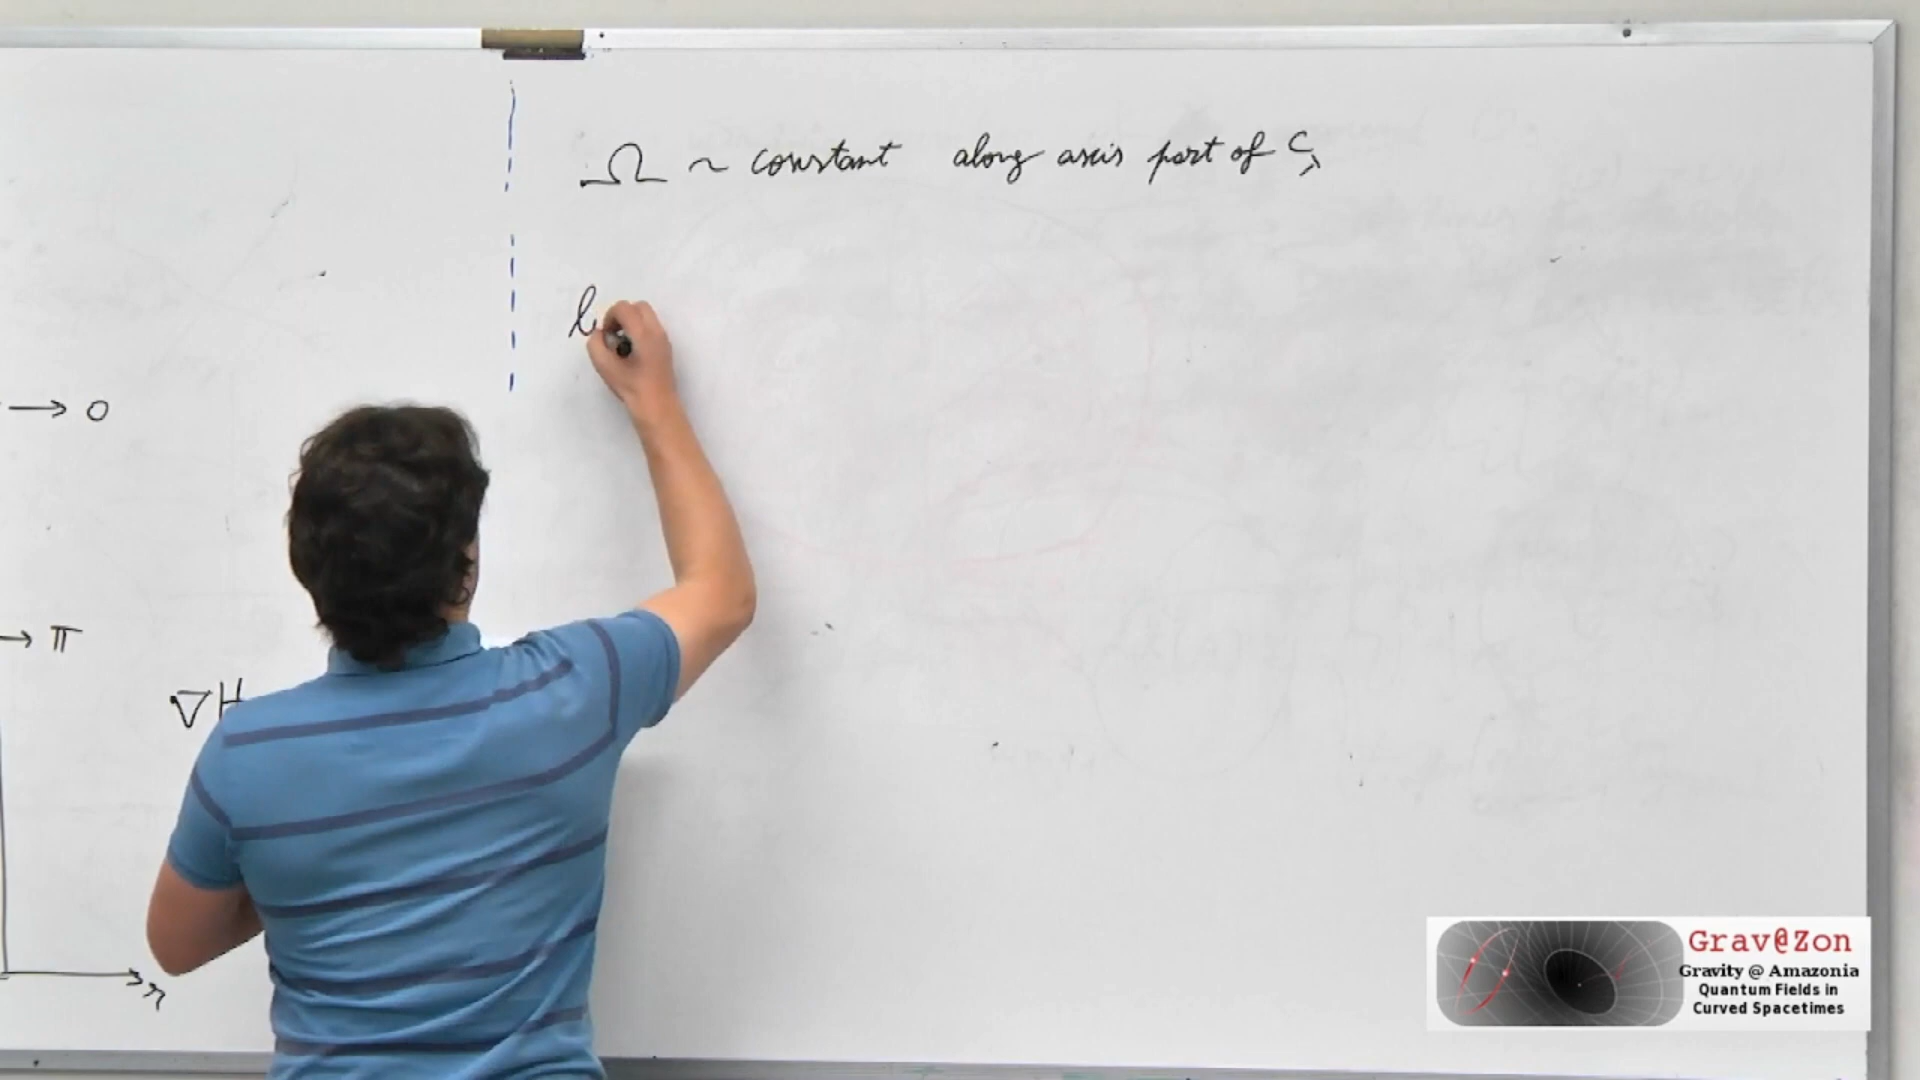 → 0
→ π
∇H
r
Ω ~ constant along axis part of C,
l
Grav@Zon
Gravity @ Amazonia
Quantum Fields in
Curved Spacetimes